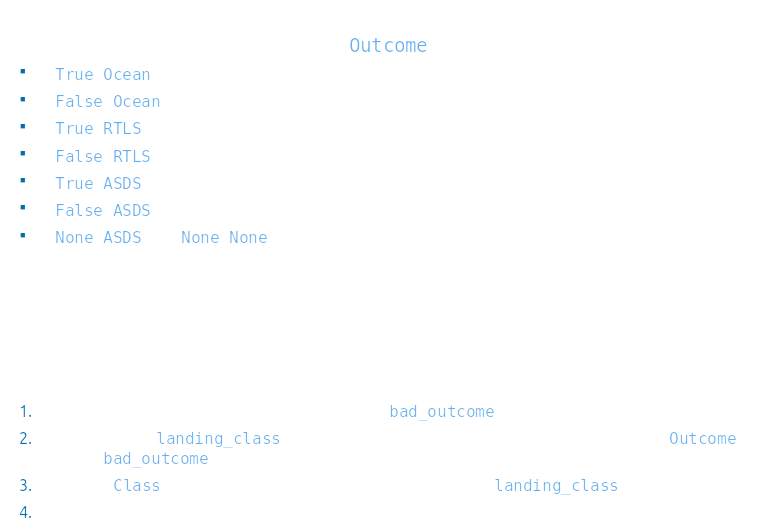 Outcome
▪ True Ocean
▪ False Ocean
▪ True RTLS
▪ False RTLS
▪ True ASDS
▪ False ASDS
▪ None ASDS None None
1. bad_outcome
2. landing_class Outcome
bad_outcome
3. Class landing_class
4.